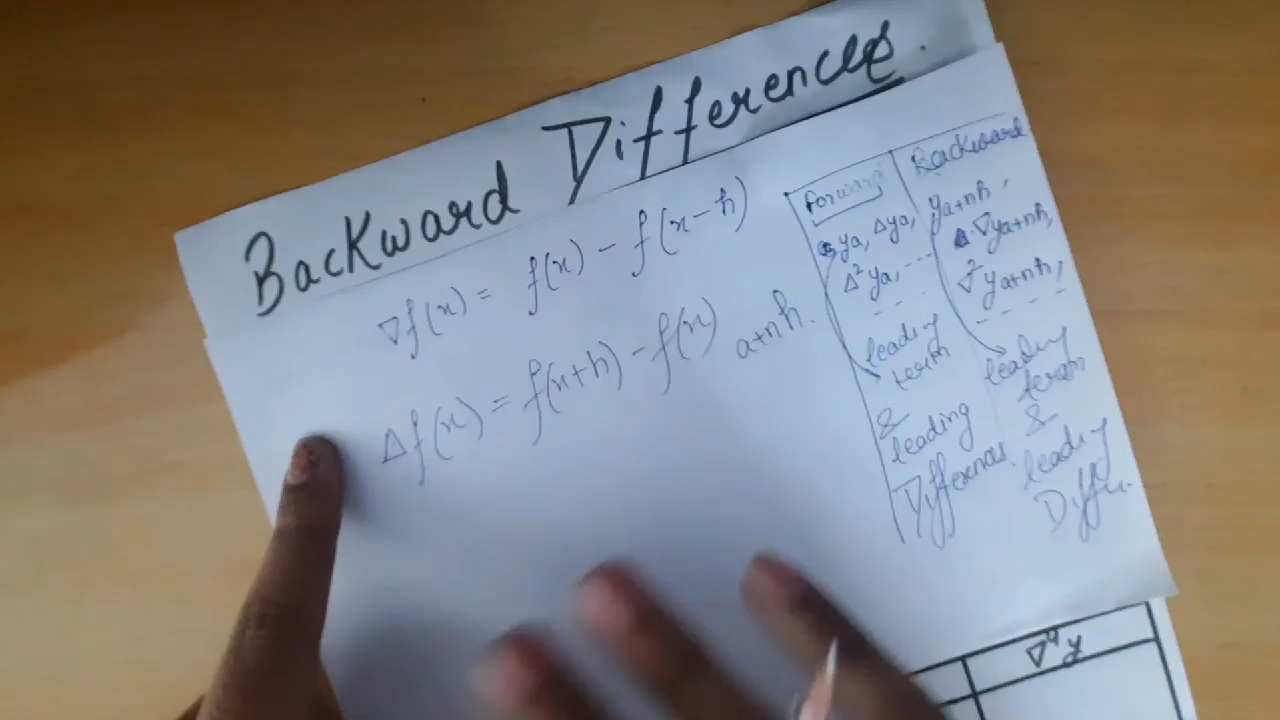 Backward Differences.
∇f(x) = f(x) - f(x-h)
Δf(x) = f(x+h) - f(x) a+nh.
Forward
ya, Δya,
Δ²ya, ...
- - -
leading
term
&
leading
Backward
ya+nh,
∇ya+nh,
∇²ya+nh,
- - - -
leading
term
&
leading
Diffe.
∇⁴y